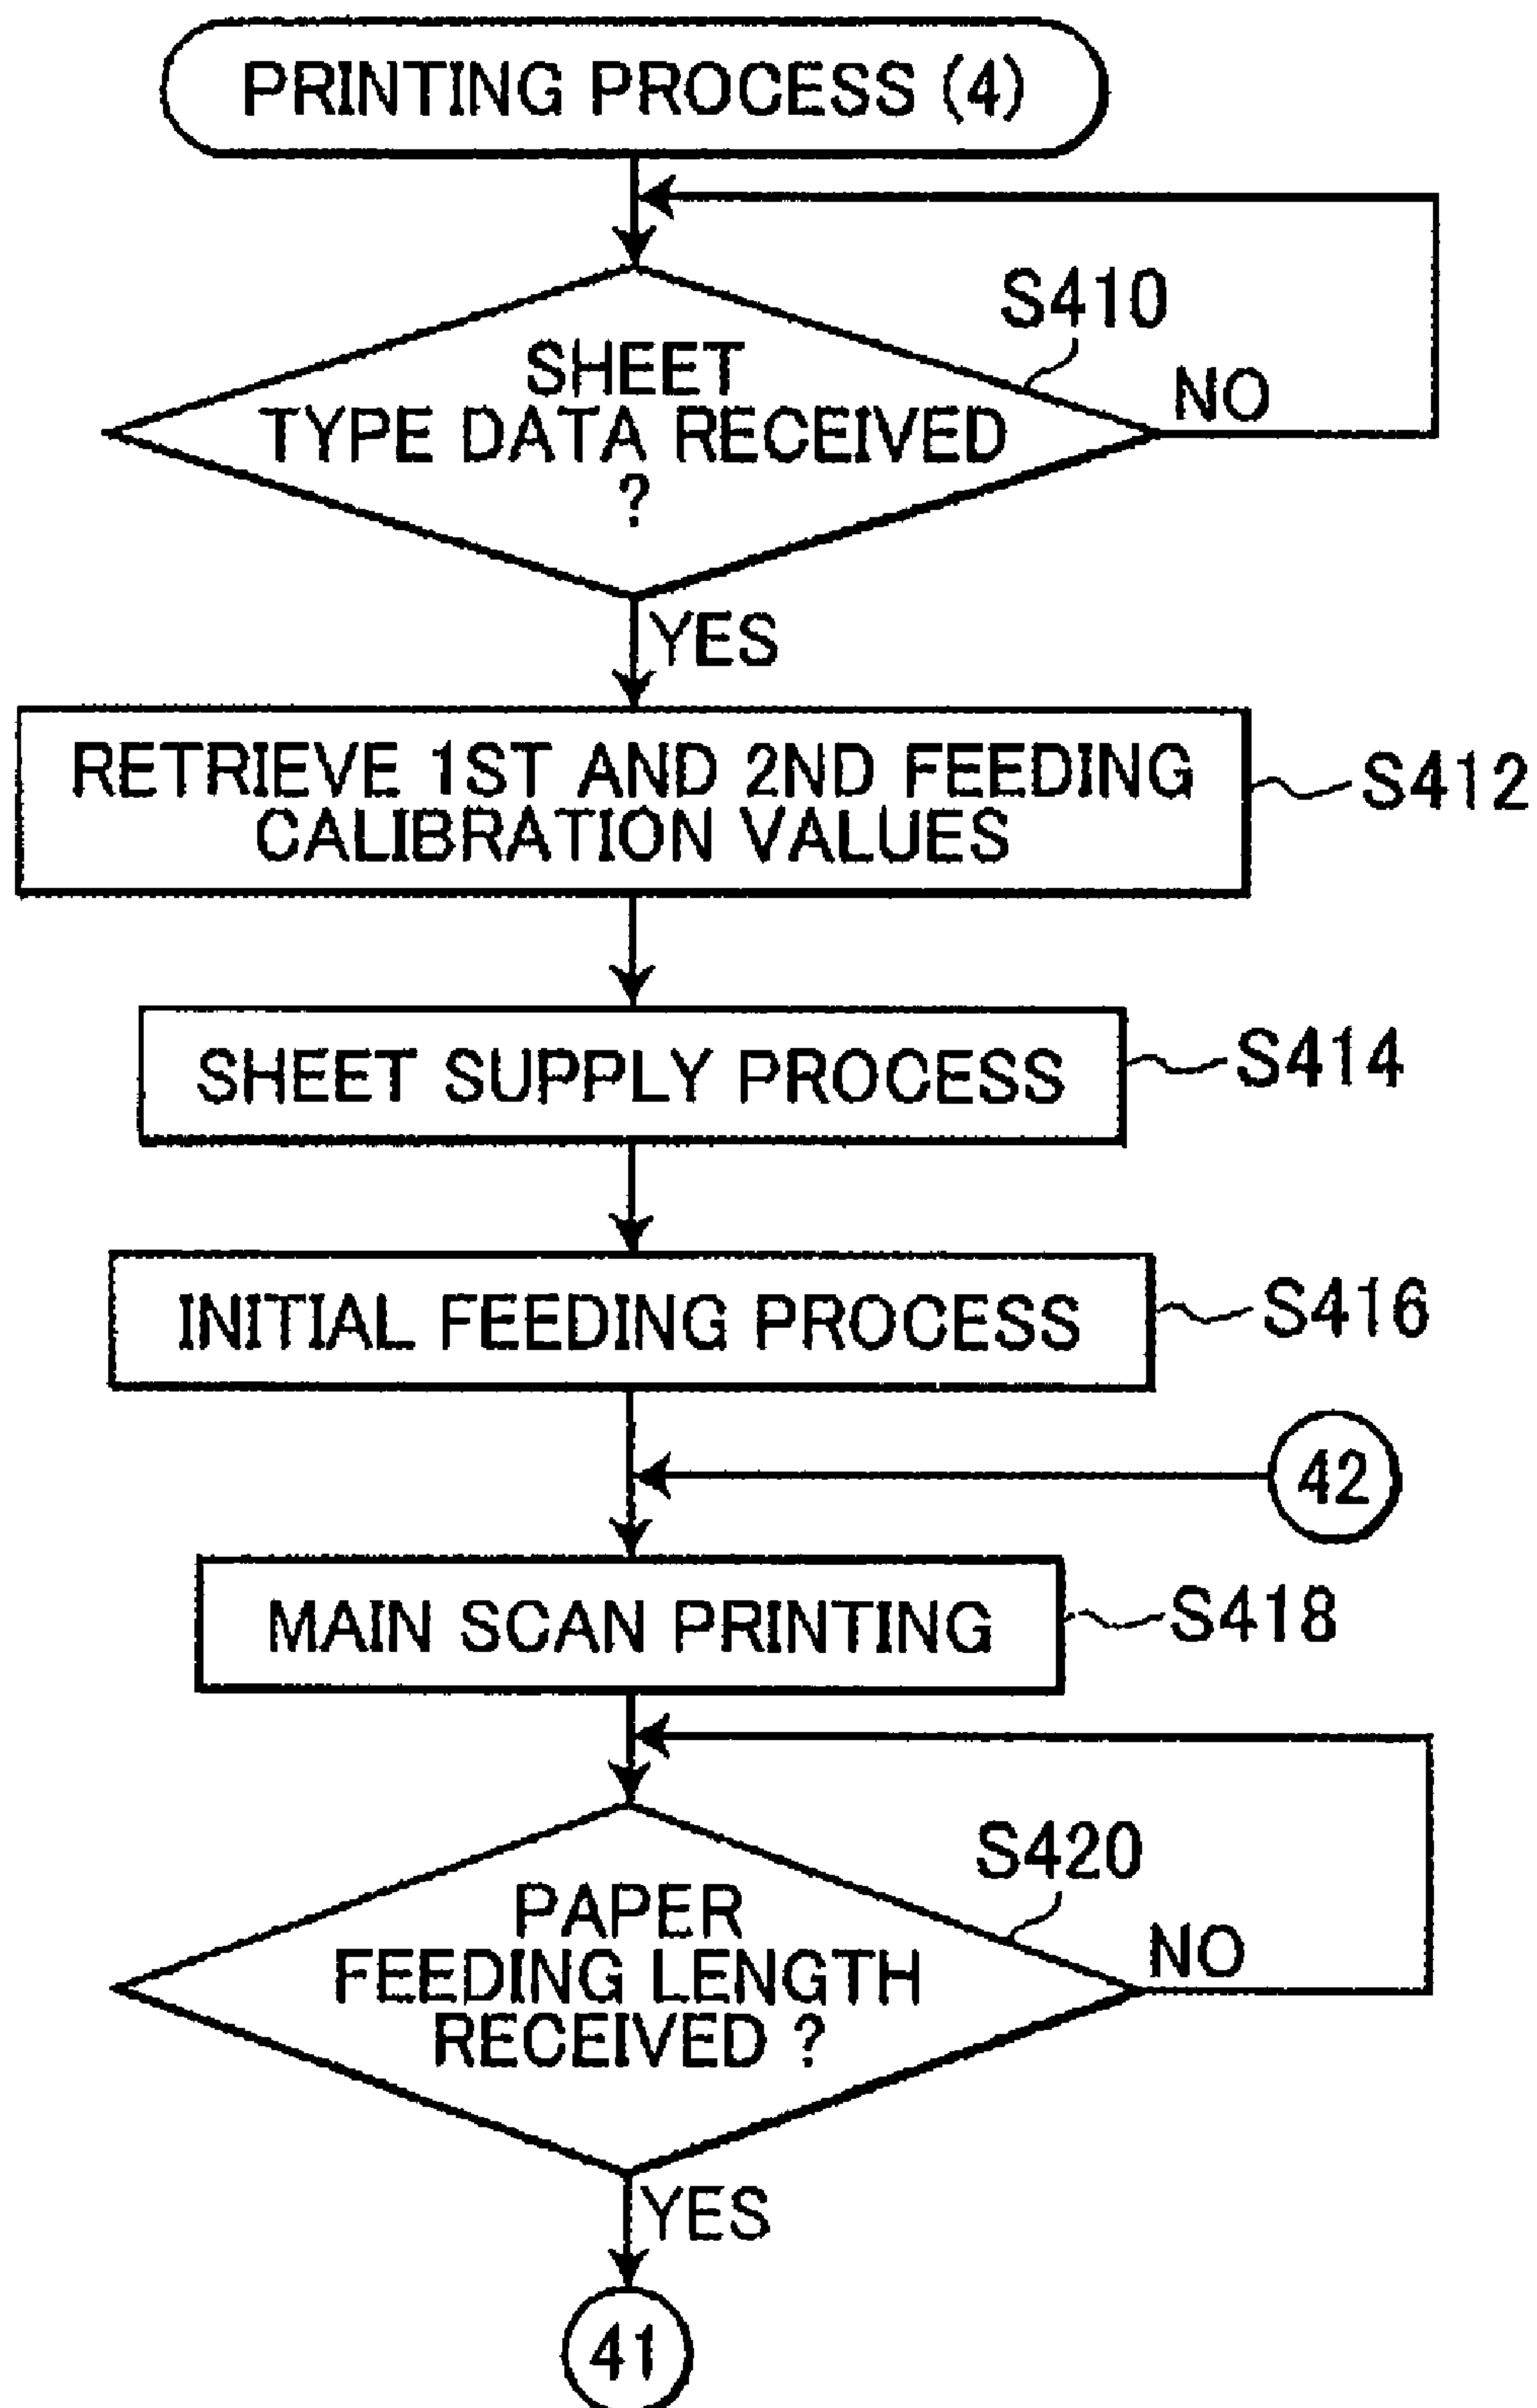 PRINTING PROCESS (4)
S410
SHEET
TYPE DATA RECEIVED
?
NO
YES
RETRIEVE 1ST AND 2ND FEEDING
CALIBRATION VALUES
S412
SHEET SUPPLY PROCESS
S414
INITIAL FEEDING PROCESS
S416
42
MAIN SCAN PRINTING
S418
S420
PAPER
FEEDING LENGTH
RECEIVED ?
NO
YES
41